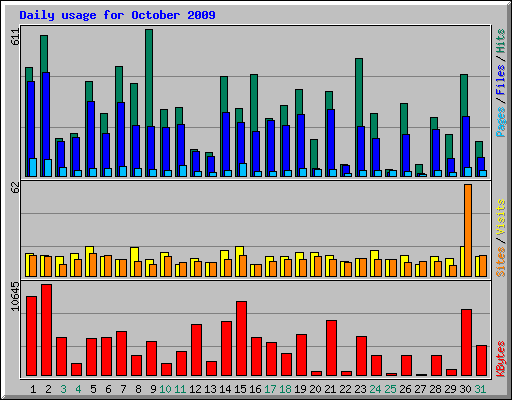 Daily usage for October 2009
611
Pages / Files / Hits
62
Sites / Visits
10645
KBytes
1 2 3 4 5 6 7 8 9 10 11 12 13 14 15 16 17 18 19 20 21 22 23 24 25 26 27 28 29 30 31